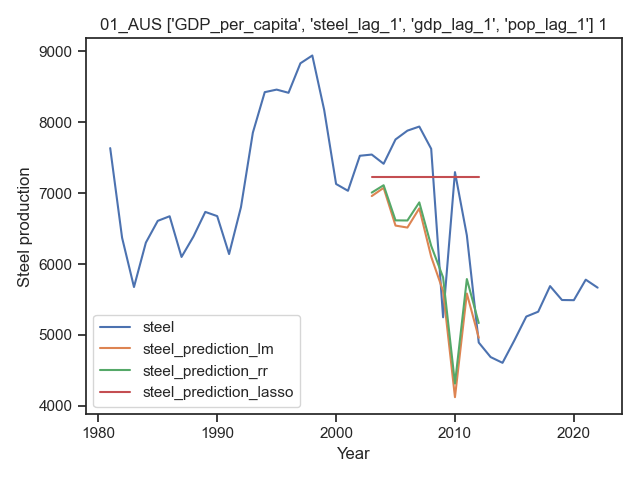 01_AUS ['GDP_per_capita', 'steel_lag_1', 'gdp_lag_1', 'pop_lag_1'] 1
9000
8000
7000
6000
5000
4000
Steel production
steel
steel_prediction_lm
steel_prediction_rr
steel_prediction_lasso
1980 1990 2000 2010 2020
Year